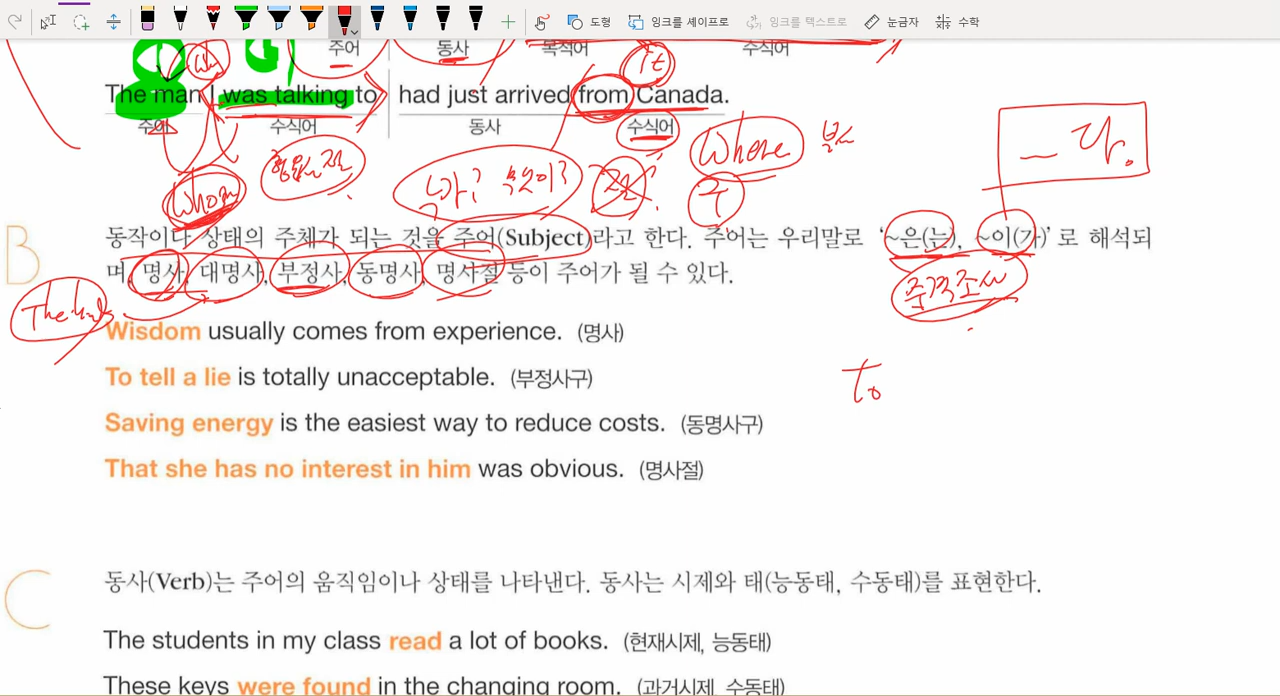 도형 잉크를 셰이프로 잉크를 텍스트로 눈금자 수학
주어 동사 목적어 수식어
it
The man I was talking to had just arrived from Canada.
주어 수식어 동사 수식어
whom
형용사절
where
주
~ 다.
B
동작이나 상태의 주체가 되는 것을 주어(Subject)라고 한다. 주어는 우리말로 ‘~은(는), ~이(가)’로 해석되
며, 명사, 대명사, 부정사, 동명사, 명사절 등이 주어가 될 수 있다.
주격조사
Wisdom usually comes from experience. (명사)
To tell a lie is totally unacceptable. (부정사구)
to
Saving energy is the easiest way to reduce costs. (동명사구)
That she has no interest in him was obvious. (명사절)
C
동사(Verb)는 주어의 움직임이나 상태를 나타낸다. 동사는 시제와 태(능동태, 수동태)를 표현한다.
The students in my class read a lot of books. (현재시제, 능동태)
These keys were found in the changing room. (과거시제, 수동태)